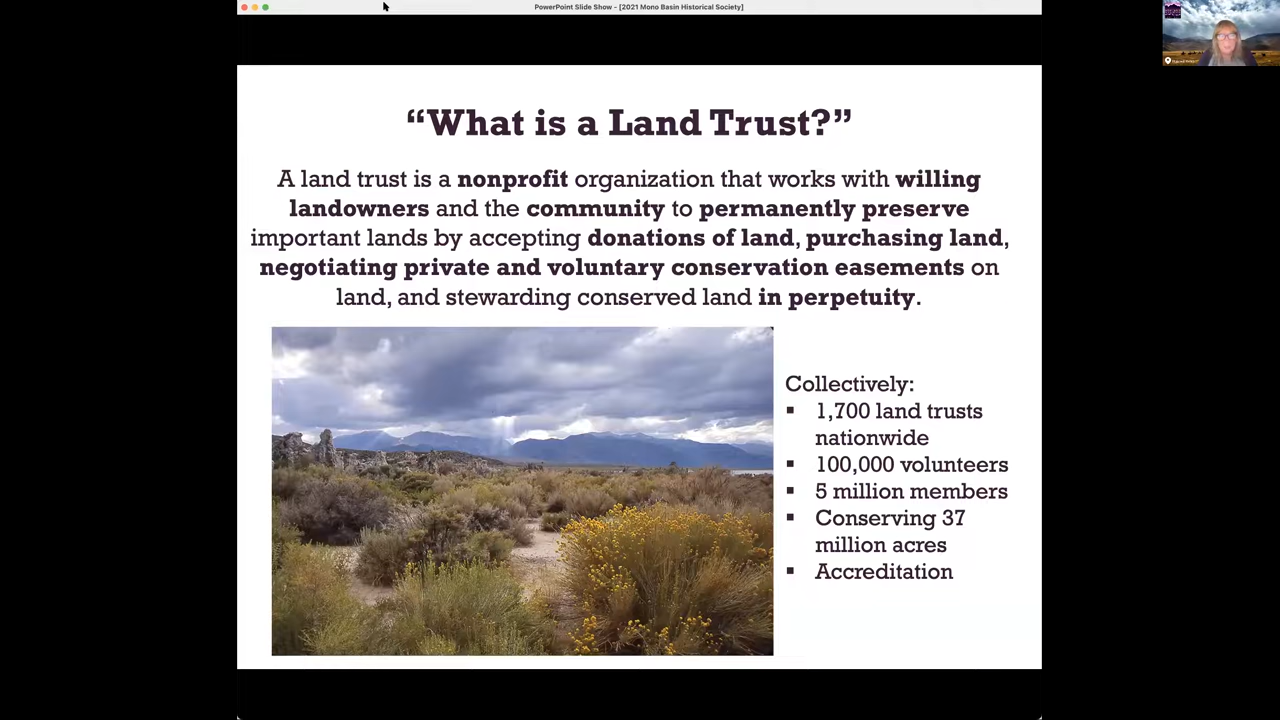 PowerPoint Slide Show - [2021 Mono Basin Historical Society]
“What is a Land Trust?”
A land trust is a nonprofit organization that works with willing
landowners and the community to permanently preserve
important lands by accepting donations of land, purchasing land,
negotiating private and voluntary conservation easements on
land, and stewarding conserved land in perpetuity.
Collectively:
▪ 1,700 land trusts
nationwide
▪ 100,000 volunteers
▪ 5 million members
▪ Conserving 37
million acres
▪ Accreditation